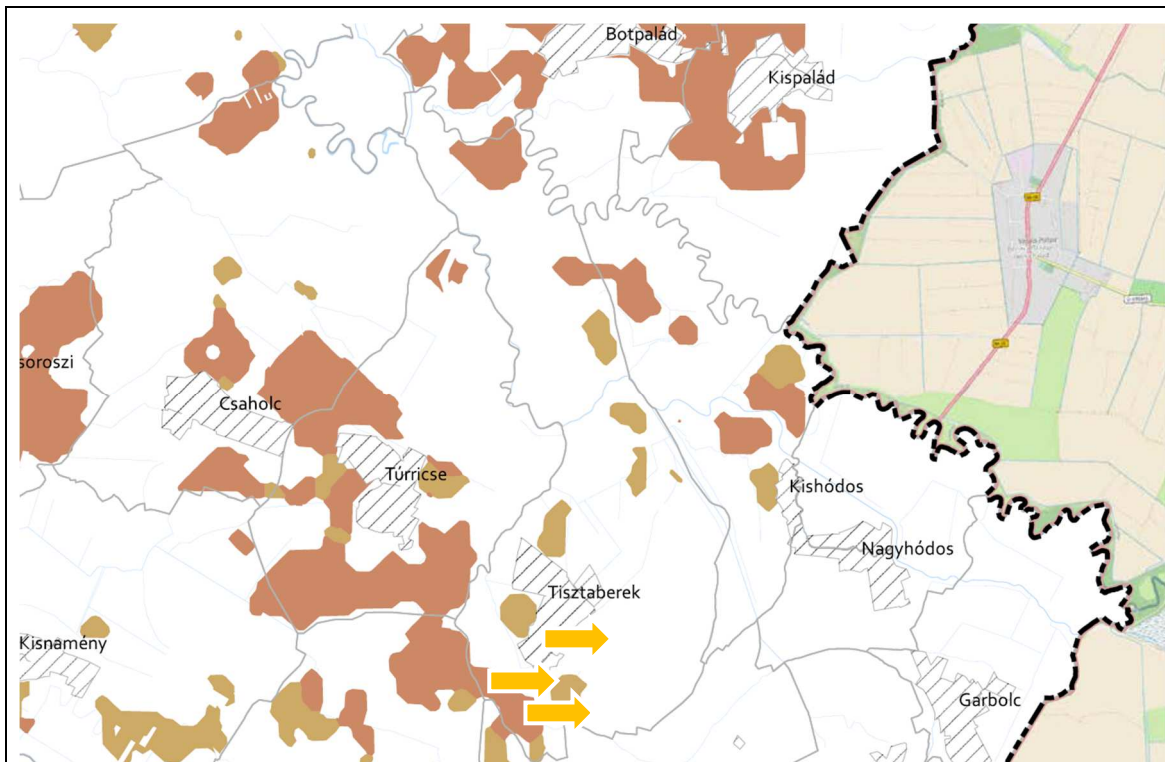 Botpalád
Kispalád
soroszi
Csaholc
Túrricse
Kishódos
Nagyhódos
Tisztaberek
Kisnamény
Garbolc